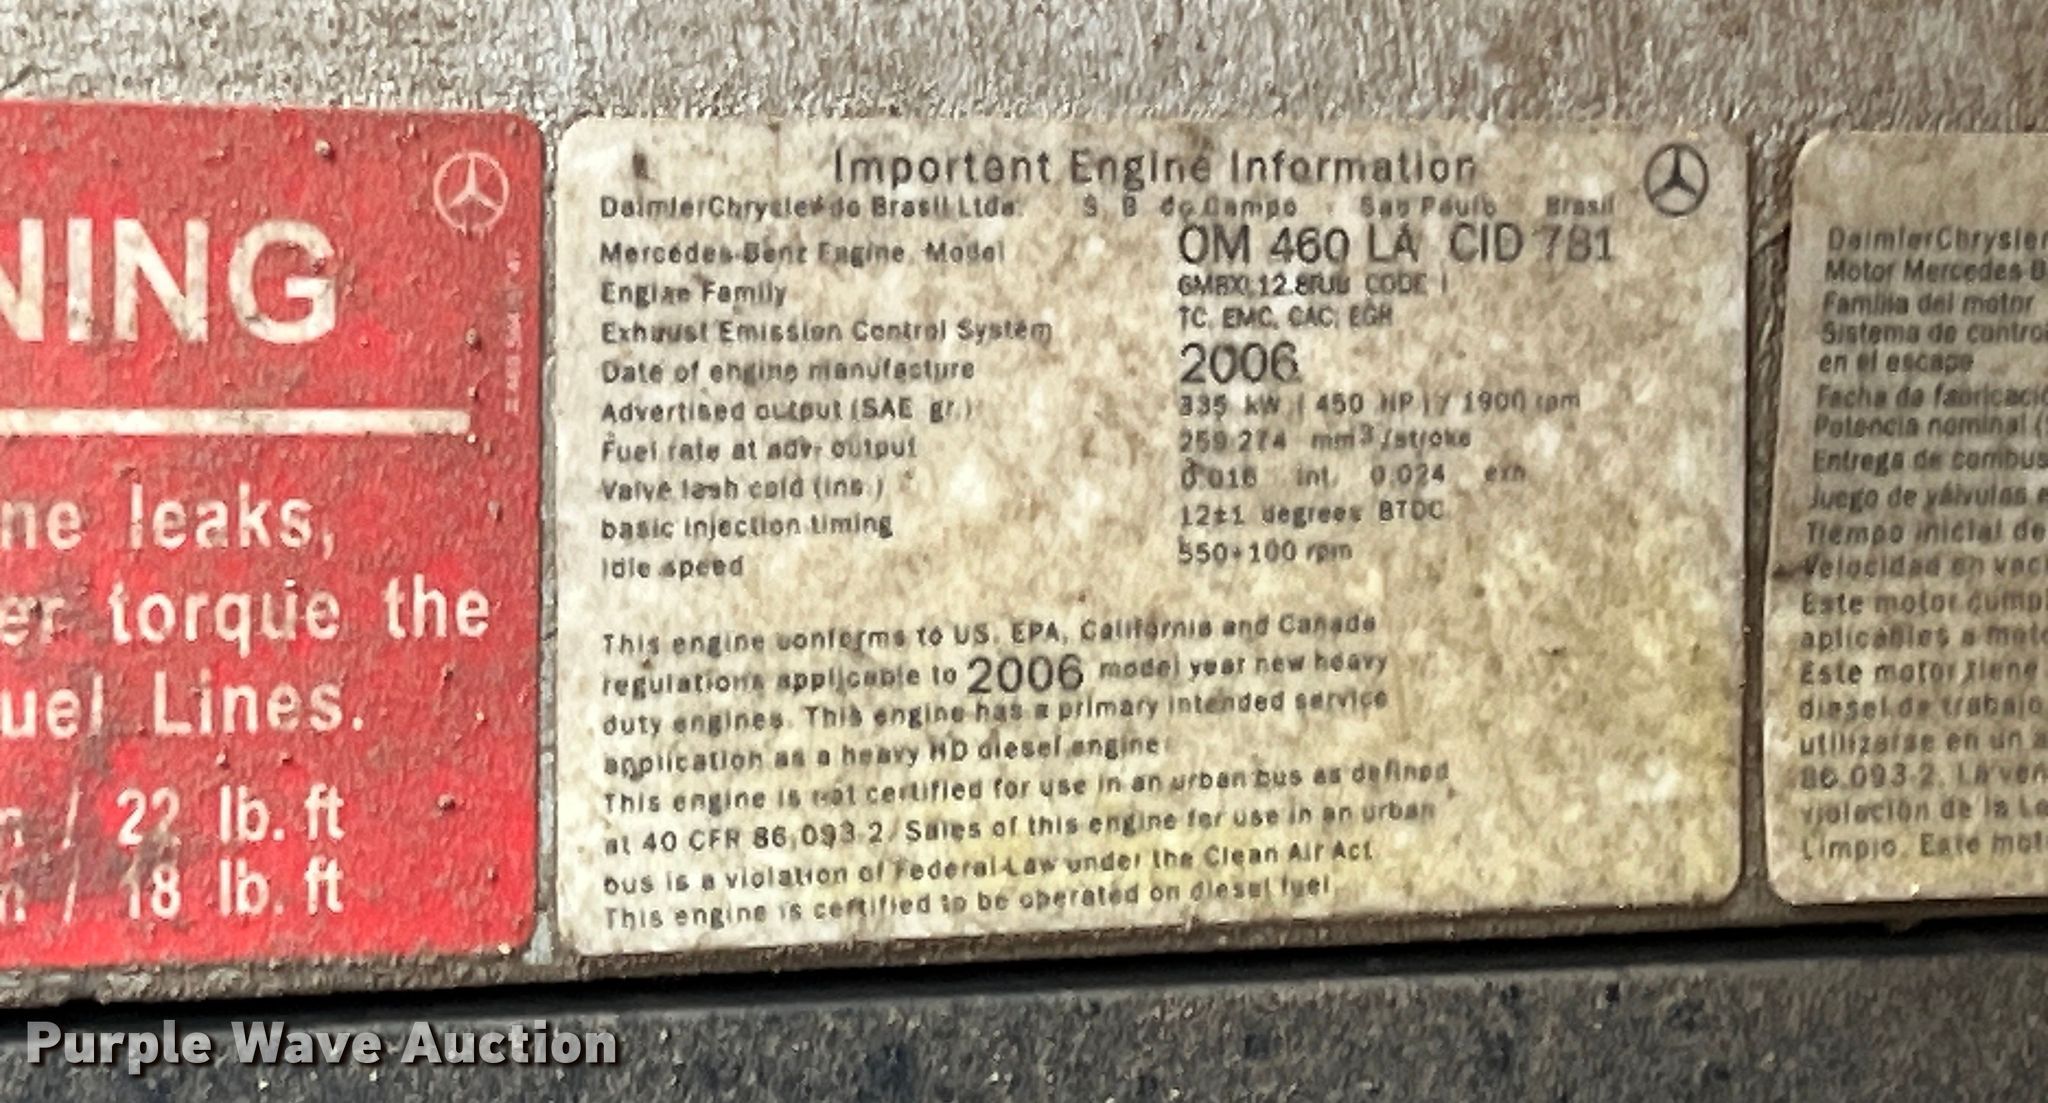 NING
ne leaks,
er torque the
uel Lines.
/ 22 lb. ft
/ 18 lb. ft
Important Engine Information
DaimlerChrysler do Brasil Ltda. S. B. do Campo - Sao Paulo Brasil
Mercedes-Benz Engine Model OM 460 LA CID 781
Engine Family 6MBXL12.8RJB CODE 1
Exhaust Emission Control System TC, EMC, CAC, EGR
Date of engine manufacture 2006
Advertised output (SAE gr.) 335 kW ( 450 HP ) / 1900 rpm
Fuel rate at adv. output 259.274 mm3/stroke
Valve lash cold (ins.) 0.016 int. 0.024 exh
basic injection timing 12±1 degrees BTDC
Idle speed 550+100 rpm
This engine conforms to US. EPA, California and Canada
regulations applicable to 2006 model year new heavy
duty engines. This engine has a primary intended service
application as a heavy HD diesel engine
This engine is not certified for use in an urban bus as defined
at 40 CFR 86.093-2. Sales of this engine for use in an urban
bus is a violation of Federal Law under the Clean Air Act
This engine is certified to be operated on diesel fuel
DaimlerChrysler
Motor Mercedes-B
Familia del motor
Sistema de control
en el escape
Fecha de fabricació
Potencia nominal (
Entrega de combus
Juego de válvulas e
Tiempo inicial de
Velocidad en vací
Este motor cumpl
aplicables a moto
Este motor tiene
diesel de trabajo
utilizarse en un a
86.093-2. La ven
violación de la Le
Limpio. Este moto
Purple Wave Auction